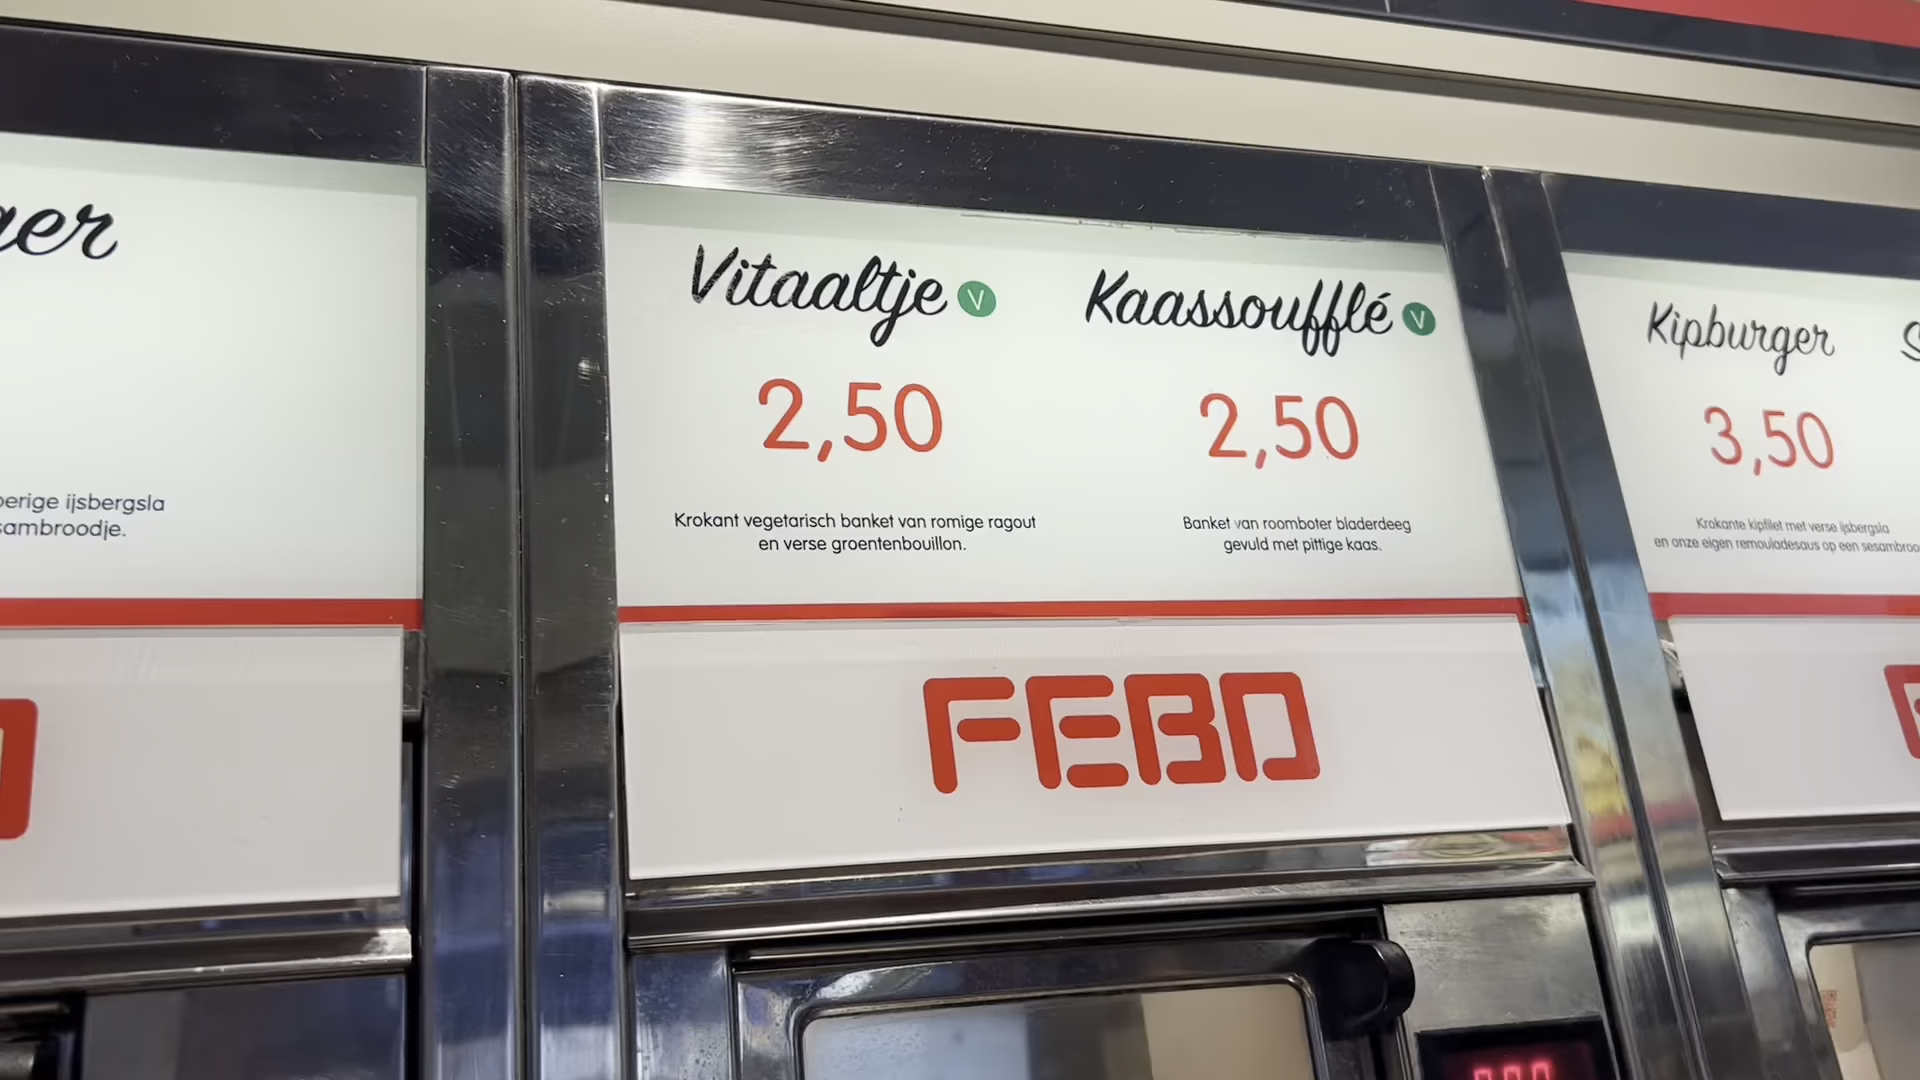 ijsbergsla
Vitaaltje V
2,50
Krokant vegetarisch banket van romige ragout
en verse groentenbouillon.
Kaassoufflé V
2,50
Banket van roomboter bladerdeeg
gevuld met pittige kaas.
Kipburger
3,50
Krokante kipfilet met verse ijsbergsla
en onze eigen remouladesaus op een
FEBO